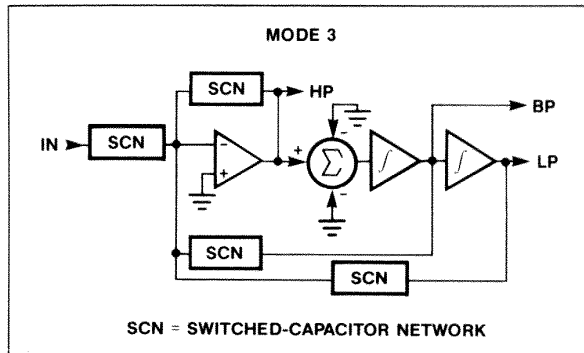 MODE 3
SCN
HP
IN
SCN
-
+
+
-
Σ
-
∫
∫
BP
LP
SCN
SCN
SCN = SWITCHED-CAPACITOR NETWORK